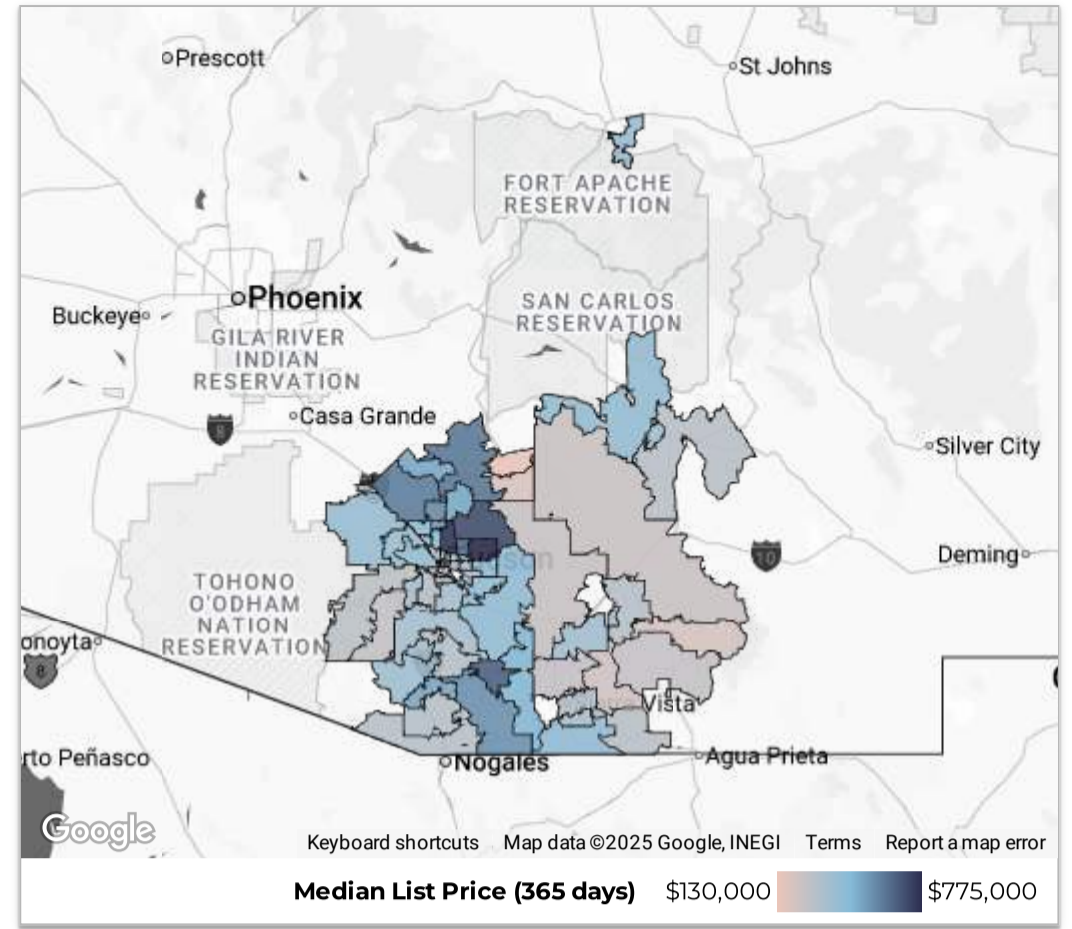 Prescott
St Johns
FORT APACHE
RESERVATION
SAN CARLOS
RESERVATION
Phoenix
Buckeye
GILA RIVER
INDIAN
RESERVATION
Casa Grande
8
Silver City
10
Deming
TOHONO
O'ODHAM
NATION
RESERVATION
onoyta
8
Vista
rto Peñasco
Nogales
Agua Prieta
Google
Keyboard shortcuts Map data ©2025 Google, INEGI Terms Report a map error
Median List Price (365 days) $130,000 $775,000